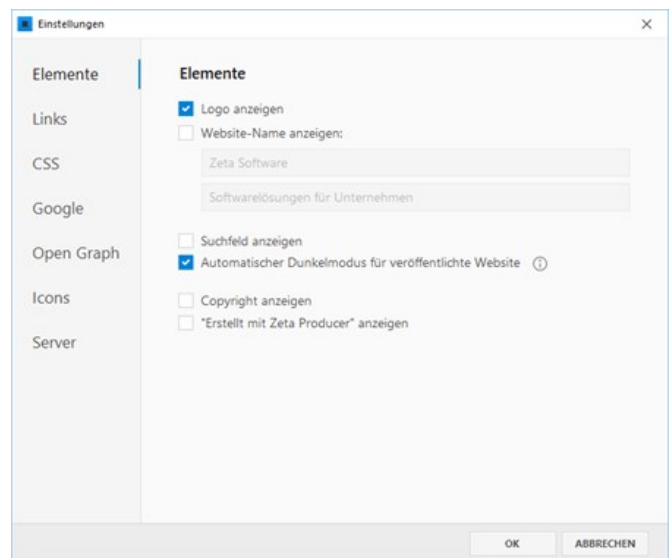 Einstellungen
Elemente
Links
CSS
Google
Open Graph
Icons
Server
Elemente
Logo anzeigen
Website-Name anzeigen:
Zeta Software
Softwarelösungen für Unternehmen
Suchfeld anzeigen
Automatischer Dunkelmodus für veröffentlichte Website
Copyright anzeigen
"Erstellt mit Zeta Producer" anzeigen
OK
ABBRECHEN